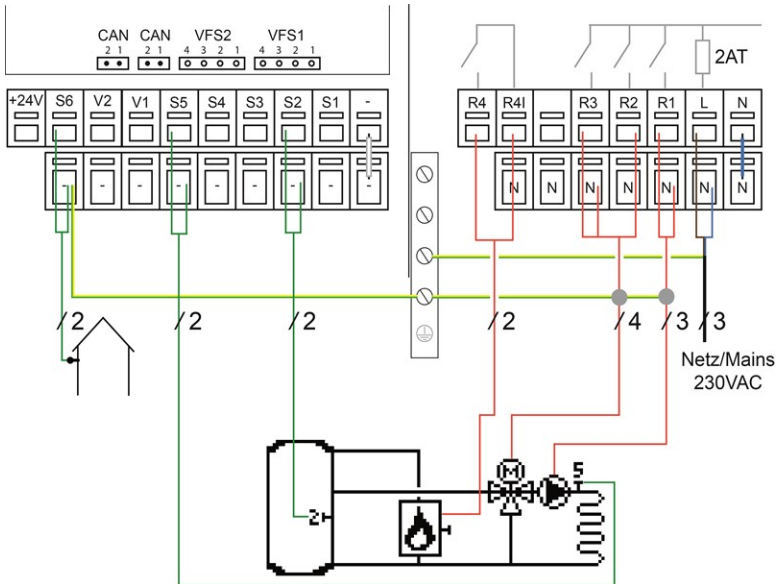 CAN CAN VFS2 VFS1
2 1 2 1 4 3 2 1 4 3 2 1
2AT
+24V S6 V2 V1 S5 S4 S3 S2 S1 -
R4 R4I R3 R2 R1 L N
- - - - - - - - -
N N N N N N N
/2 /2 /2 /2 /4 /3 /3
Netz/Mains
230VAC
M
S
2